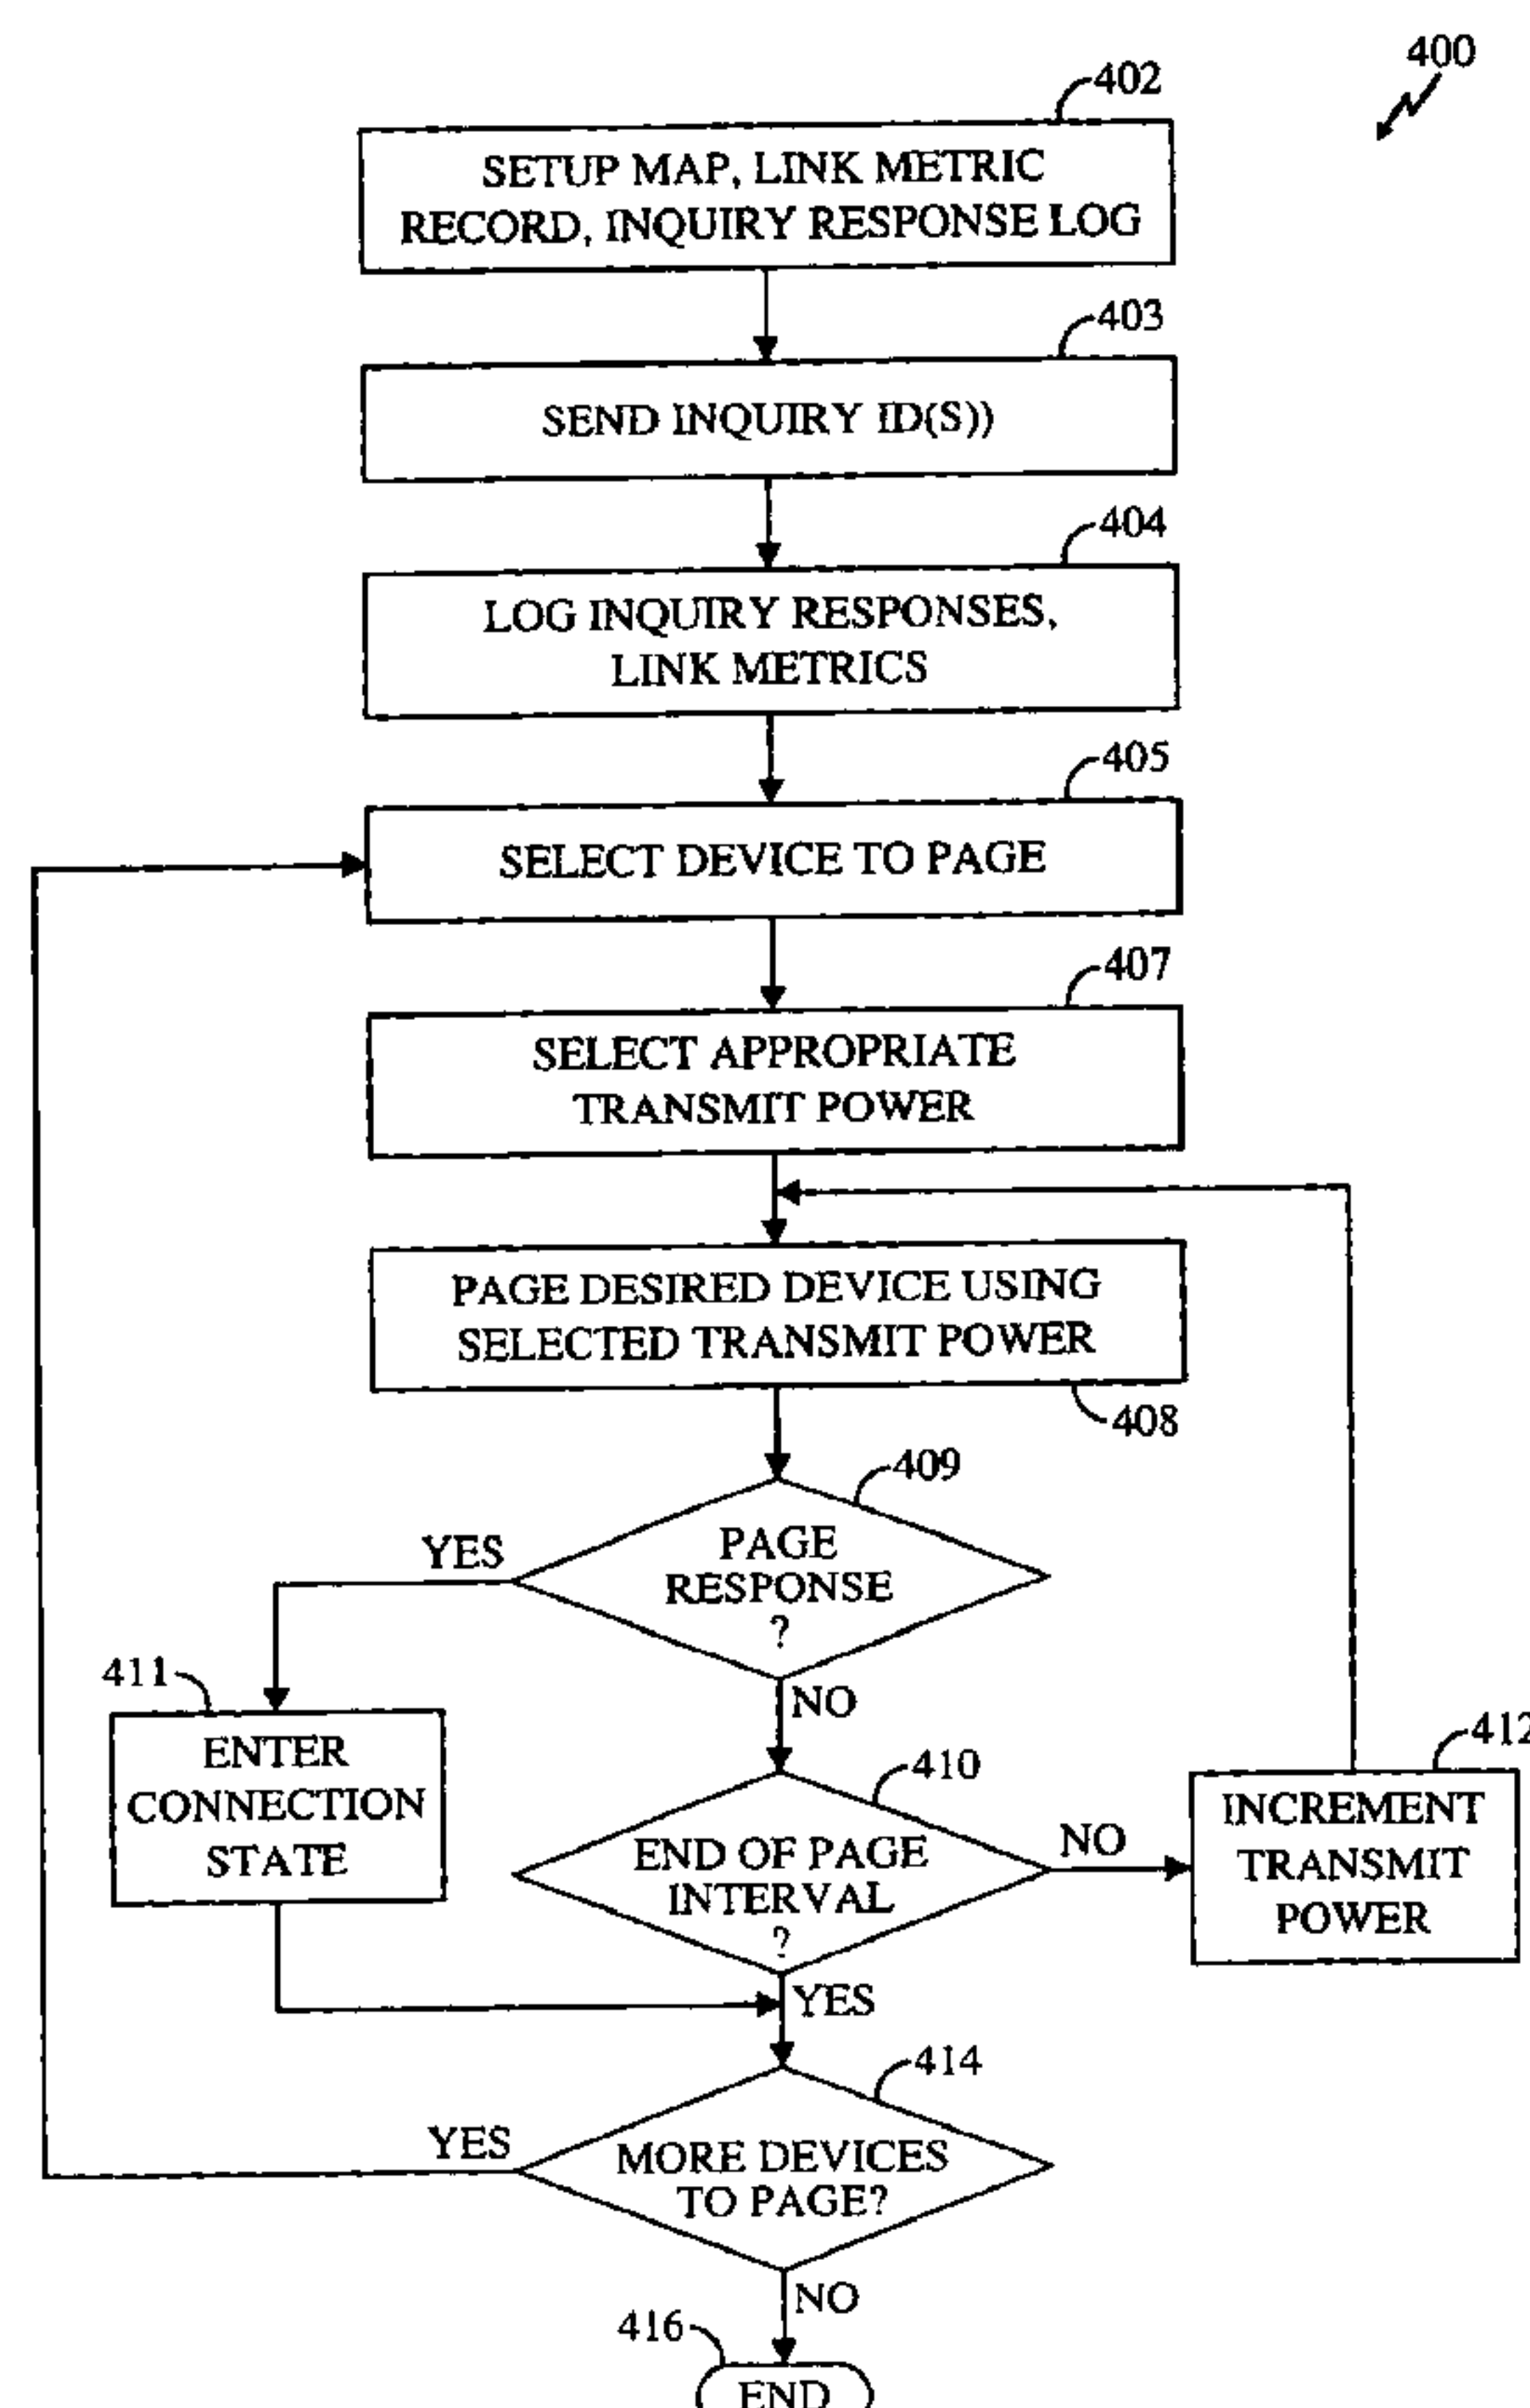 400
402
SETUP MAP, LINK METRIC
RECORD, INQUIRY RESPONSE LOG
403
SEND INQUIRY ID(S))
404
LOG INQUIRY RESPONSES,
LINK METRICS
405
SELECT DEVICE TO PAGE
407
SELECT APPROPRIATE
TRANSMIT POWER
PAGE DESIRED DEVICE USING
SELECTED TRANSMIT POWER
408
409
PAGE
RESPONSE
?
YES
NO
411
ENTER
CONNECTION
STATE
410
END OF PAGE
INTERVAL
?
NO
412
INCREMENT
TRANSMIT
POWER
YES
414
MORE DEVICES
TO PAGE?
YES
NO
416
END